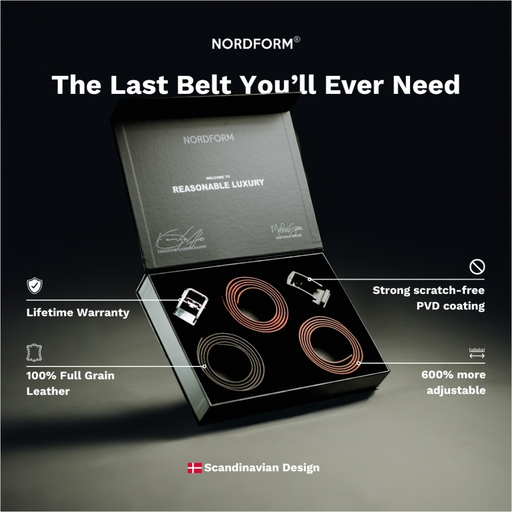 NORDFORM®
The Last Belt You’ll Ever Need
NORDFORM
WELCOME TO
REASONABLE LUXURY
Strong scratch-free
PVD coating
Lifetime Warranty
100% Full Grain
Leather
600% more
adjustable
Scandinavian Design